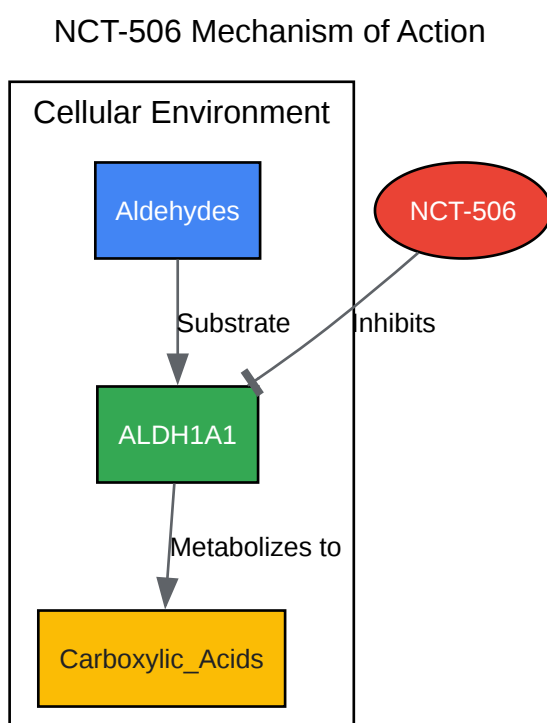 NCT-506 Mechanism of Action
Cellular Environment
Aldehydes
NCT-506
Substrate
Inhibits
ALDH1A1
Metabolizes to
Carboxylic_Acids